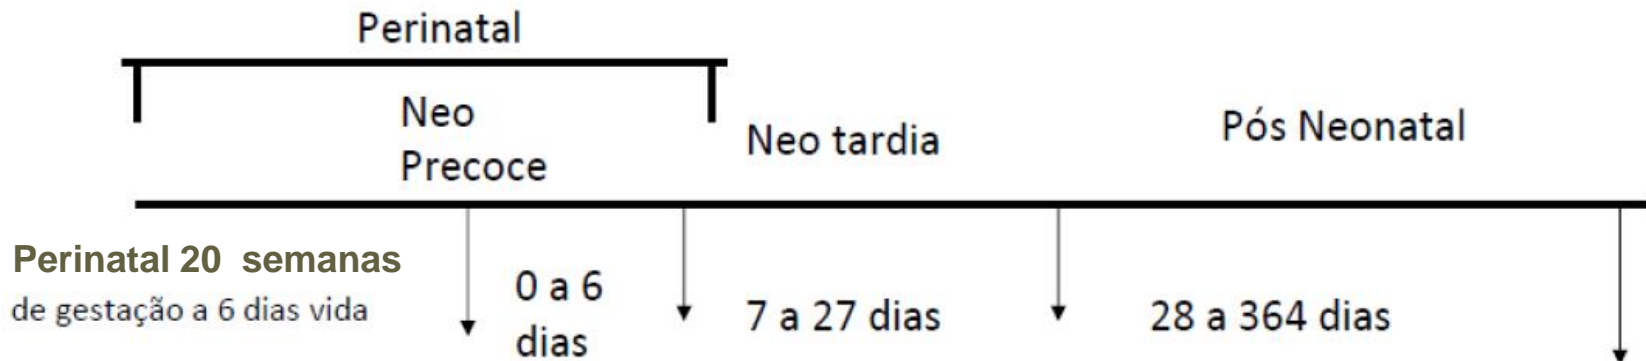 Perinatal
Neo
Precoce
Neo tardia
Pós Neonatal
Perinatal 20 semanas
de gestação a 6 dias vida
0 a 6
dias
7 a 27 dias
28 a 364 dias